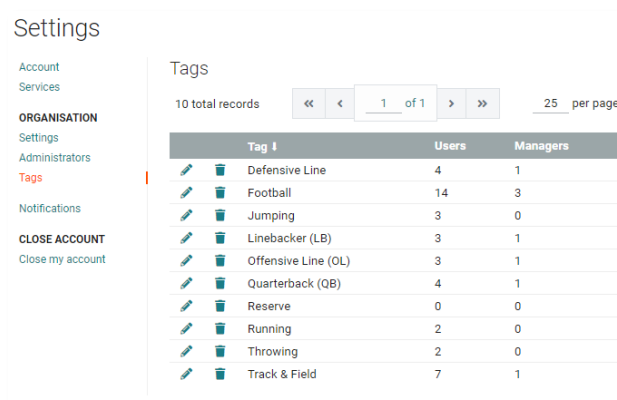 Settings
Account
Services
ORGANISATION
Settings
Administrators
Tags
Notifications
CLOSE ACCOUNT
Close my account
Tags
10 total records « ‹ 1 of 1 › » 25 per page
Tag Users Managers
Defensive Line 4 1
Football 14 3
Jumping 3 0
Linebacker (LB) 3 1
Offensive Line (OL) 3 1
Quarterback (QB) 4 1
Reserve 0 0
Running 2 0
Throwing 2 0
Track & Field 7 1